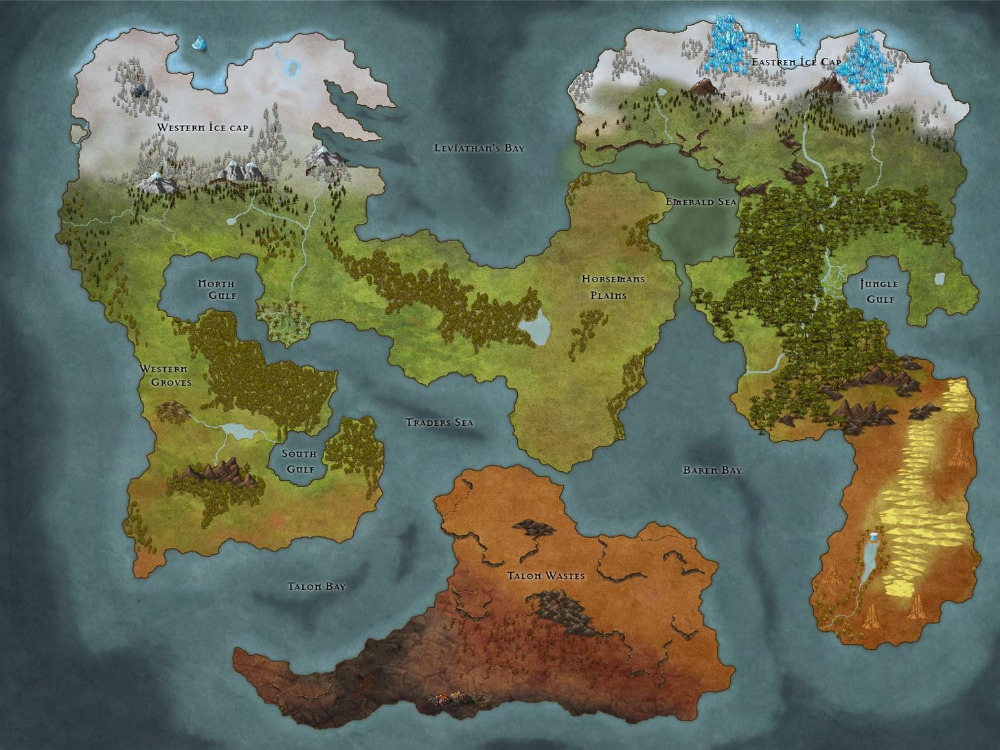 Eastren Ice Cap
Western Ice cap
Leviathan's Bay
Emerald Sea
Horsemans
Plains
North
Gulf
Jungle
Gulf
Western
Groves
Traders Sea
South
Gulf
Baren Bay
Talon Wastes
Talon Bay